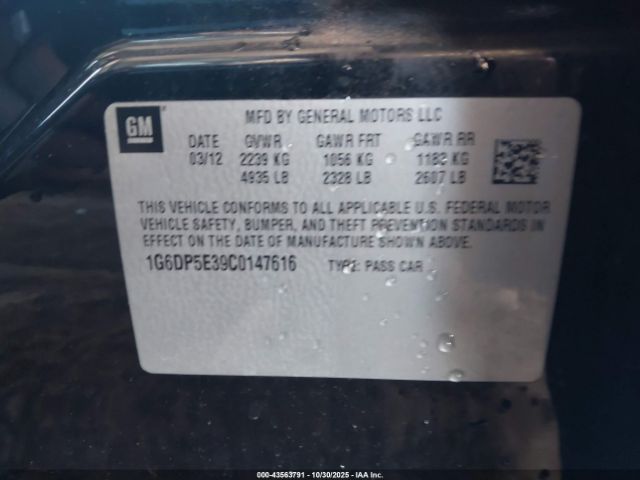 GM
MFD BY GENERAL MOTORS LLC
DATE GVWR GAWR FRT GAWR RR
03/12 2239 KG 1056 KG 1183 KG
4935 LB 2328 LB 2607 LB
THIS VEHICLE CONFORMS TO ALL APPLICABLE U.S. FEDERAL MOTOR
VEHICLE SAFETY, BUMPER, AND THEFT PREVENTION STANDARDS IN
EFFECT ON THE DATE OF MANUFACTURE SHOWN ABOVE.
1G6DP5E39C0147616 TYPE: PASS CAR
00-43563791 | 10/30/2025 | Copyright © IAA, Inc.